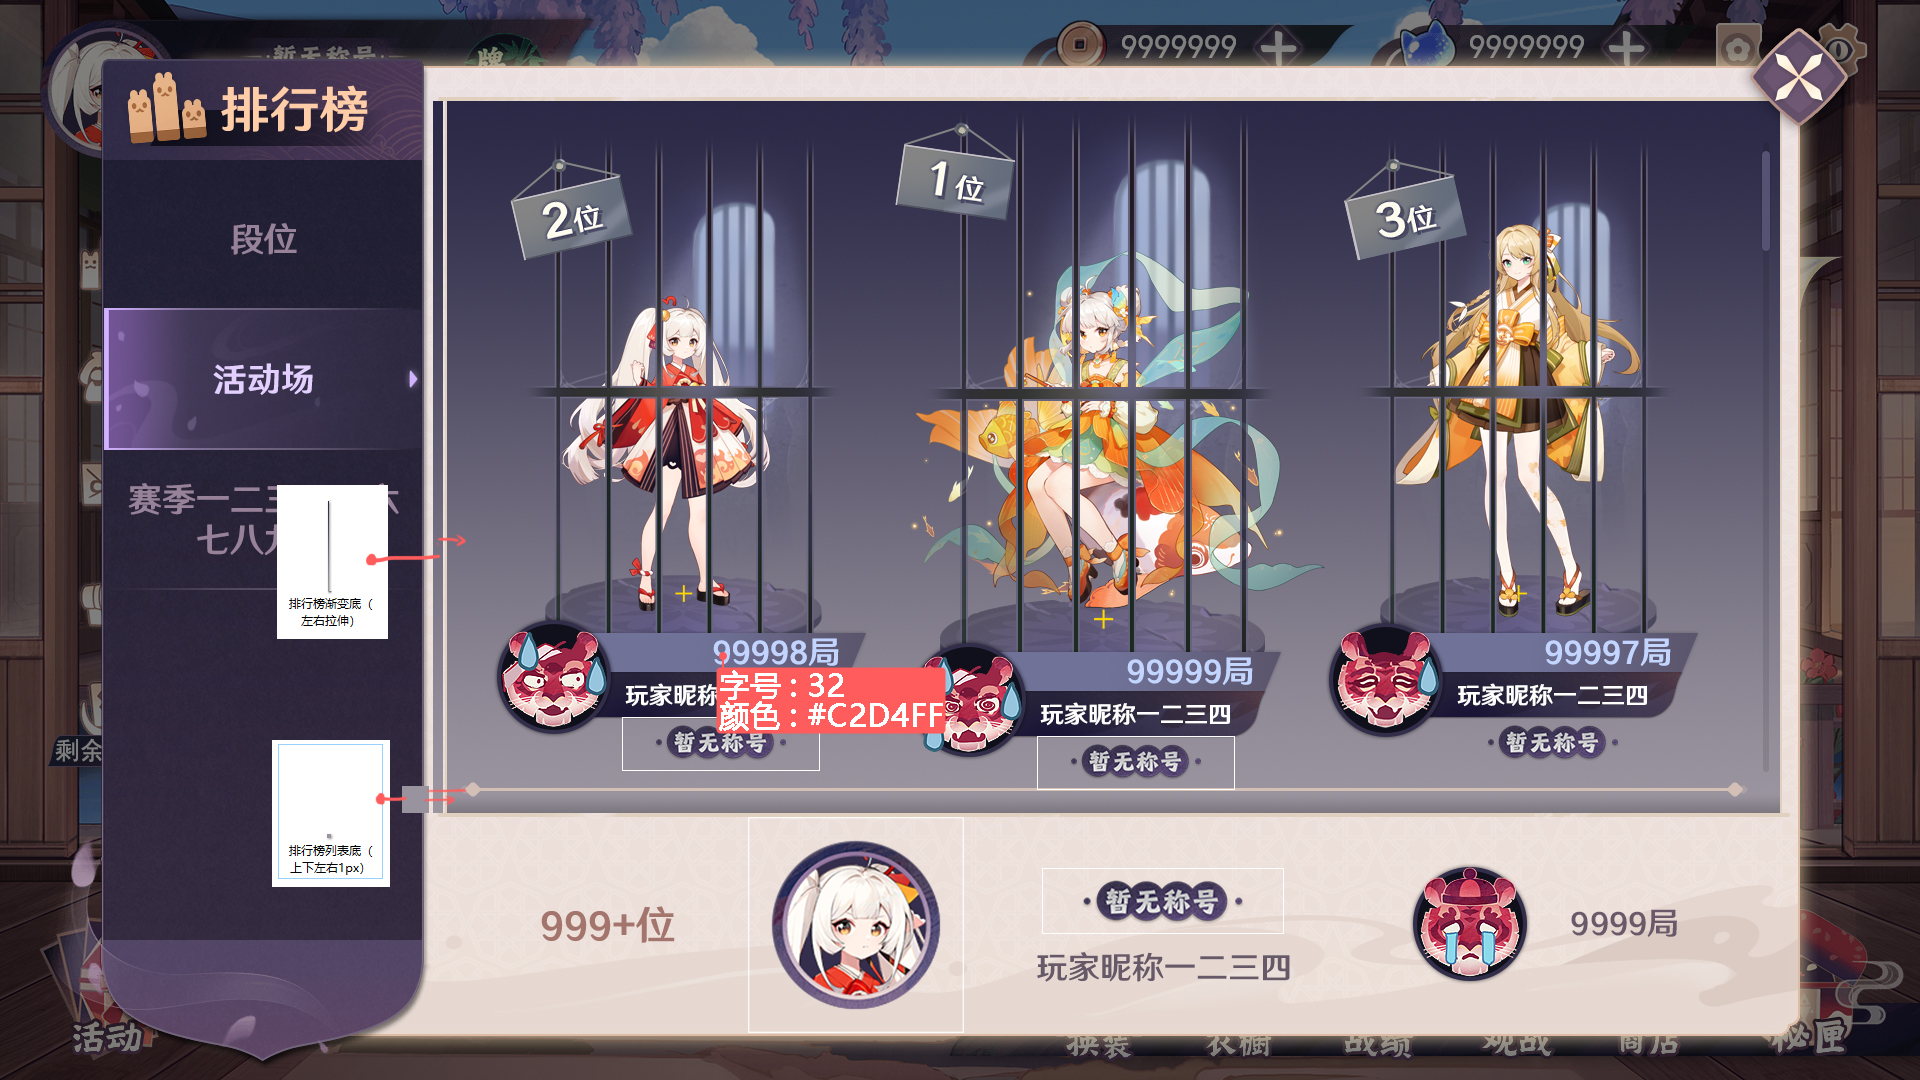 暂无称号
牌
9999999
9999999
排行榜
段位
活动场
赛季一二三
七八九
排行榜渐变底（
左右拉伸）
剩余
排行榜列表底（
上下左右1px）
2位
1位
3位
99998局
玩家昵称
字号：32
颜色：#C2D4FF
暂无称号
99999局
玩家昵称一二三四
暂无称号
99997局
玩家昵称一二三四
暂无称号
999+位
暂无称号
玩家昵称一二三四
9999局
活动
换装
衣橱
战绩
观战
商店
秘匣